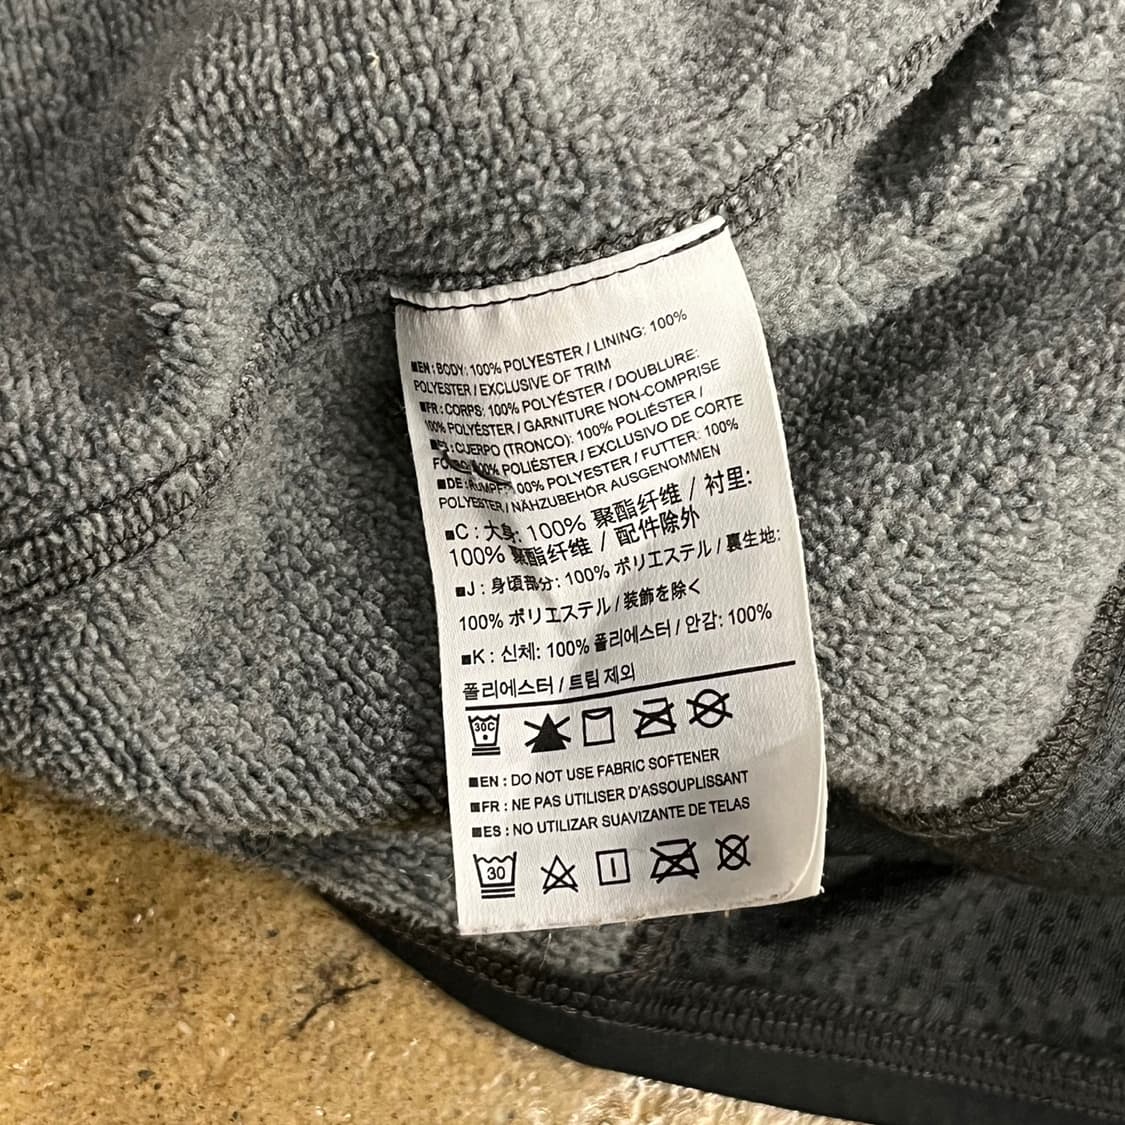 ■EN : BODY: 100% POLYESTER / LINING: 100%
POLYESTER / EXCLUSIVE OF TRIM
■FR : CORPS: 100% POLYÉSTER / DOUBLURE:
100% POLYÉSTER / GARNITURE NON-COMPRISE
■ES : CUERPO (TRONCO): 100% POLIÉSTER /
100% POLIÉSTER / EXCLUSIVO DE CORTE
■DE : RUMPF: 100% POLYESTER / FUTTER: 100%
POLYESTER / NÄHZUBEHÖR AUSGENOMMEN
■C : 大身: 100% 聚酯纤维 / 衬里:
100% 聚酯纤维 / 配件除外
■J : 身頃部分: 100% ポリエステル / 裏生地:
100% ポリエステル / 装飾を除く
■K : 신체: 100% 폴리에스터 / 안감: 100%
폴리에스터 / 트림 제외
30C
■EN : DO NOT USE FABRIC SOFTENER
■FR : NE PAS UTILISER D'ASSOUPLISSANT
■ES : NO UTILIZAR SUAVIZANTE DE TELAS
30